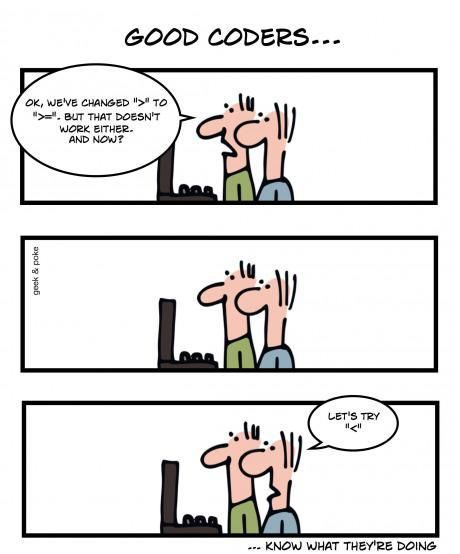 GOOD CODERS...
OK, WE'VE CHANGED ">" TO
">=". BUT THAT DOESN'T
WORK EITHER.
AND NOW?
geek & poke
LET'S TRY
"<"
... KNOW WHAT THEY'RE DOING